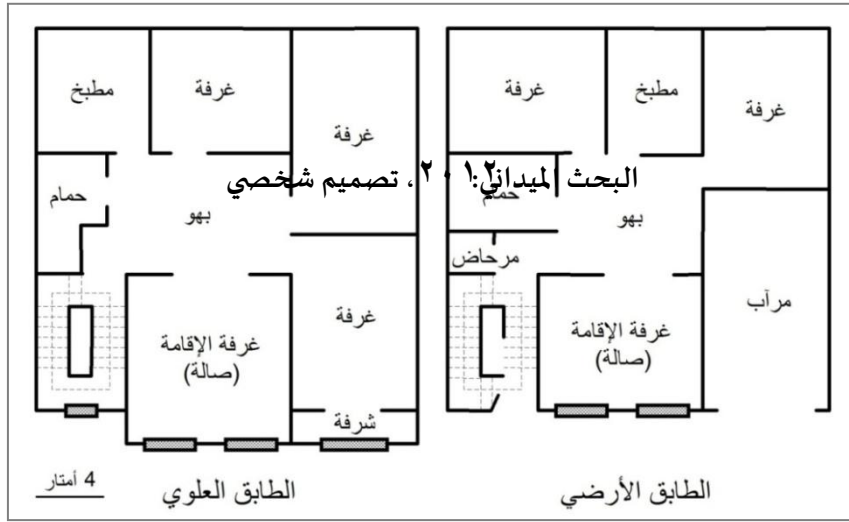 غرفة
مطبخ
غرفة
حمام
مرحاض
بهو
مرآب
غرفة الإقامة
(صالة)
الطابق الأرضي
مطبخ
غرفة
غرفة
حمام
بهو
غرفة
غرفة الإقامة
(صالة)
شرفة
الطابق العلوي
4 أمتار
البحث الميداني: ٢٠١٢، تصميم شخصي